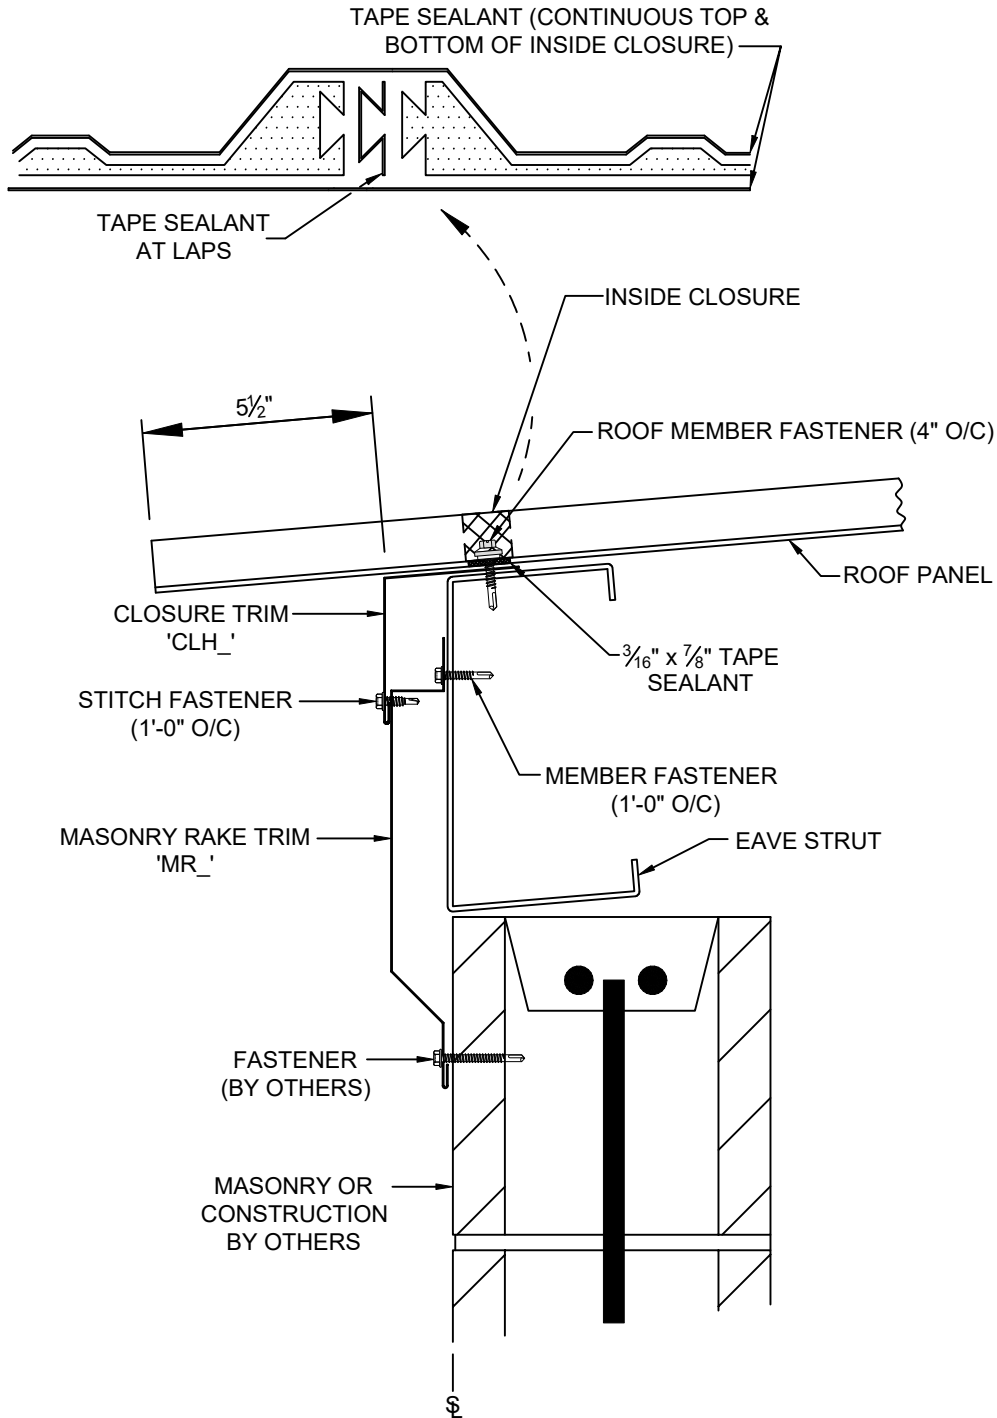 TAPE SEALANT (CONTINUOUS TOP &
BOTTOM OF INSIDE CLOSURE)
TAPE SEALANT
AT LAPS
INSIDE CLOSURE
5½"
ROOF MEMBER FASTENER (4" O/C)
ROOF PANEL
CLOSURE TRIM
'CLH_'
3/16" x 7/8" TAPE
SEALANT
STITCH FASTENER
(1'-0" O/C)
MEMBER FASTENER
(1'-0" O/C)
MASONRY RAKE TRIM
'MR_'
EAVE STRUT
FASTENER
(BY OTHERS)
MASONRY OR
CONSTRUCTION
BY OTHERS